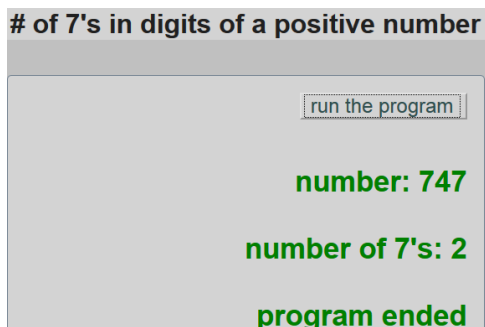 # of 7's in digits of a positive number
run the program
number: 747
number of 7's: 2
program ended